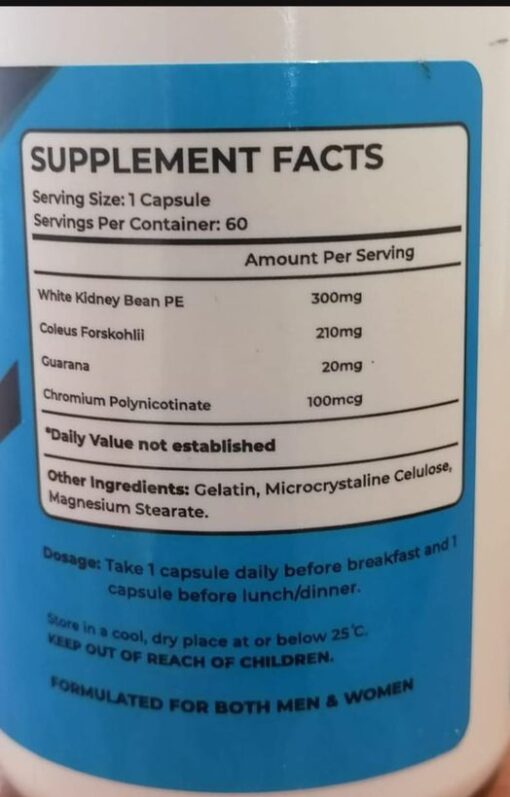 SUPPLEMENT FACTS
Serving Size: 1 Capsule
Servings Per Container: 60
Amount Per Serving
White Kidney Bean PE 300mg
Coleus Forskohlii 210mg
Guarana 20mg
Chromium Polynicotinate 100mcg
*Daily Value not established
Other Ingredients: Gelatin, Microcrystaline Celulose,
Magnesium Stearate.
Dosage: Take 1 capsule daily before breakfast and 1
capsule before lunch/dinner.
Store in a cool, dry place at or below 25°C.
KEEP OUT OF REACH OF CHILDREN.
FORMULATED FOR BOTH MEN & WOMEN